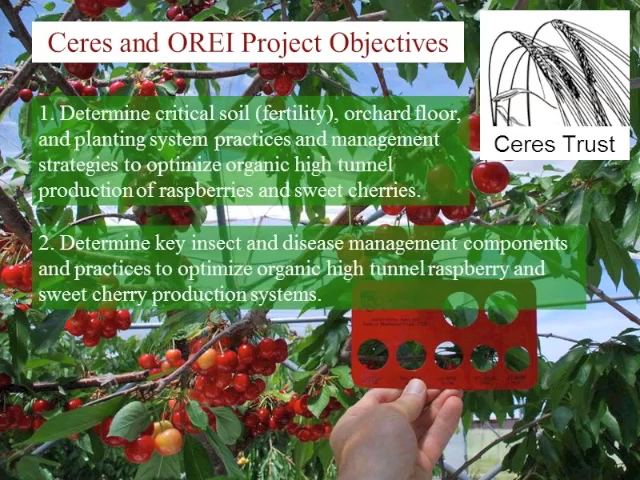 Ceres and OREI Project Objectives
Ceres Trust
1. Determine critical soil (fertility), orchard floor,
and planting system practices and management
strategies to optimize organic high tunnel
production of raspberries and sweet cherries.
2. Determine key insect and disease management components
and practices to optimize organic high tunnel raspberry and
sweet cherry production systems.